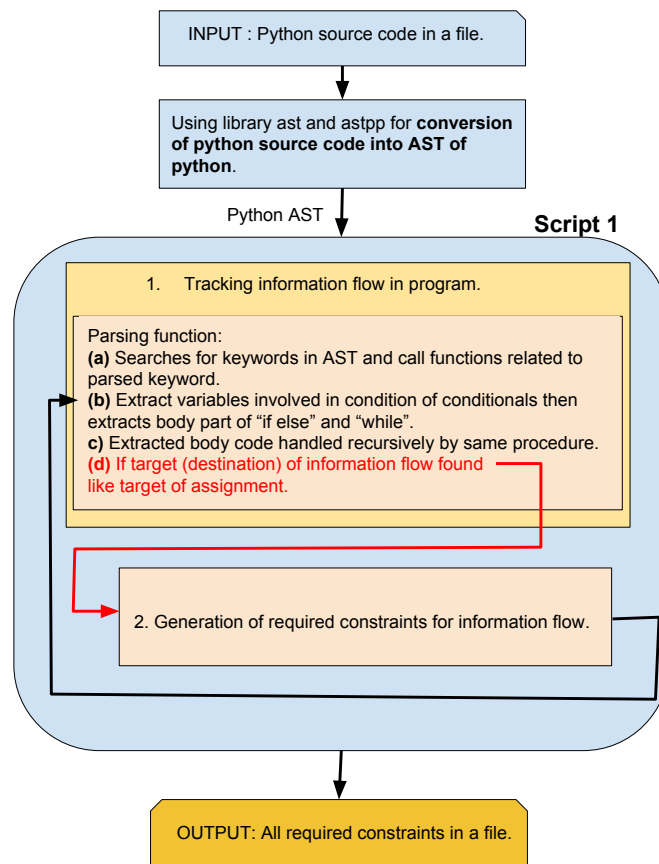 INPUT : Python source code in a file.
Using library ast and astpp for conversion
of python source code into AST of
python.
Python AST
Script 1
1. Tracking information flow in program.
Parsing function:
(a) Searches for keywords in AST and call functions related to
parsed keyword.
(b) Extract variables involved in condition of conditionals then
extracts body part of “if else” and “while”.
c) Extracted body code handled recursively by same procedure.
(d) If target (destination) of information flow found
like target of assignment.
2. Generation of required constraints for information flow.
OUTPUT: All required constraints in a file.